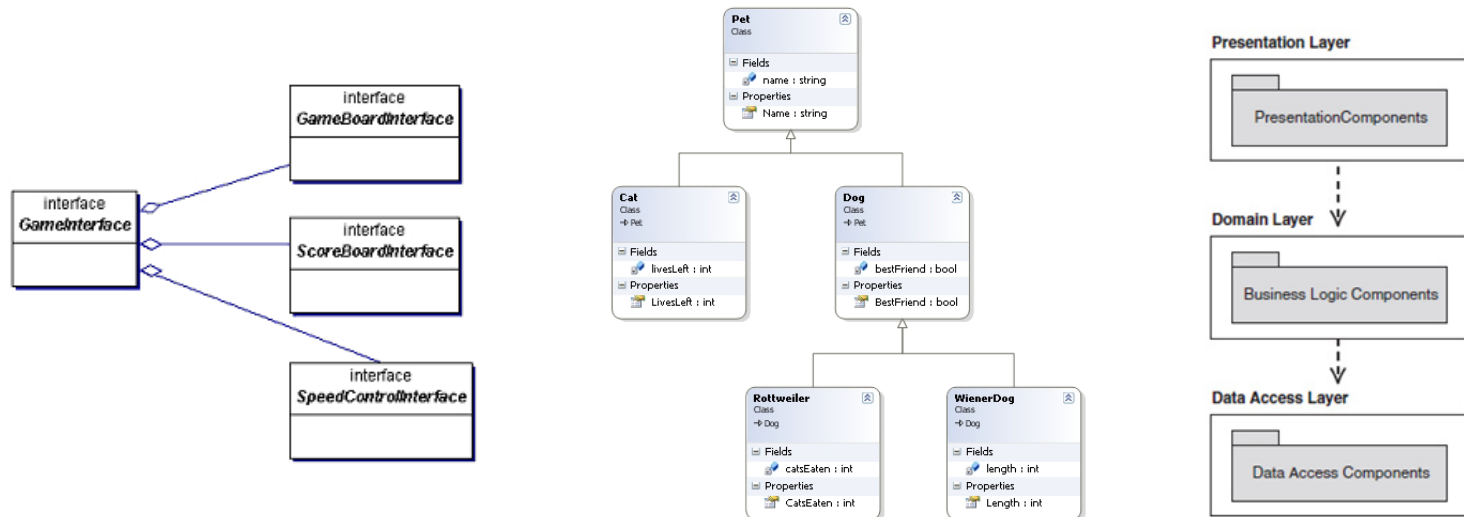 interface
GameBoardInterface
interface
GameInterface
interface
ScoreBoardInterface
interface
SpeedControlInterface
Pet
Class
Fields
name : string
Properties
Name : string
Cat
Class
Pet
Fields
livesLeft : int
Properties
LivesLeft : int
Dog
Class
Pet
Fields
bestFriend : bool
Properties
BestFriend : bool
Rottweiler
Class
Dog
Fields
catsEaten : int
Properties
CatsEaten : int
WienerDog
Class
Dog
Fields
length : int
Properties
Length : int
Presentation Layer
PresentationComponents
Domain Layer
Business Logic Components
Data Access Layer
Data Access Components